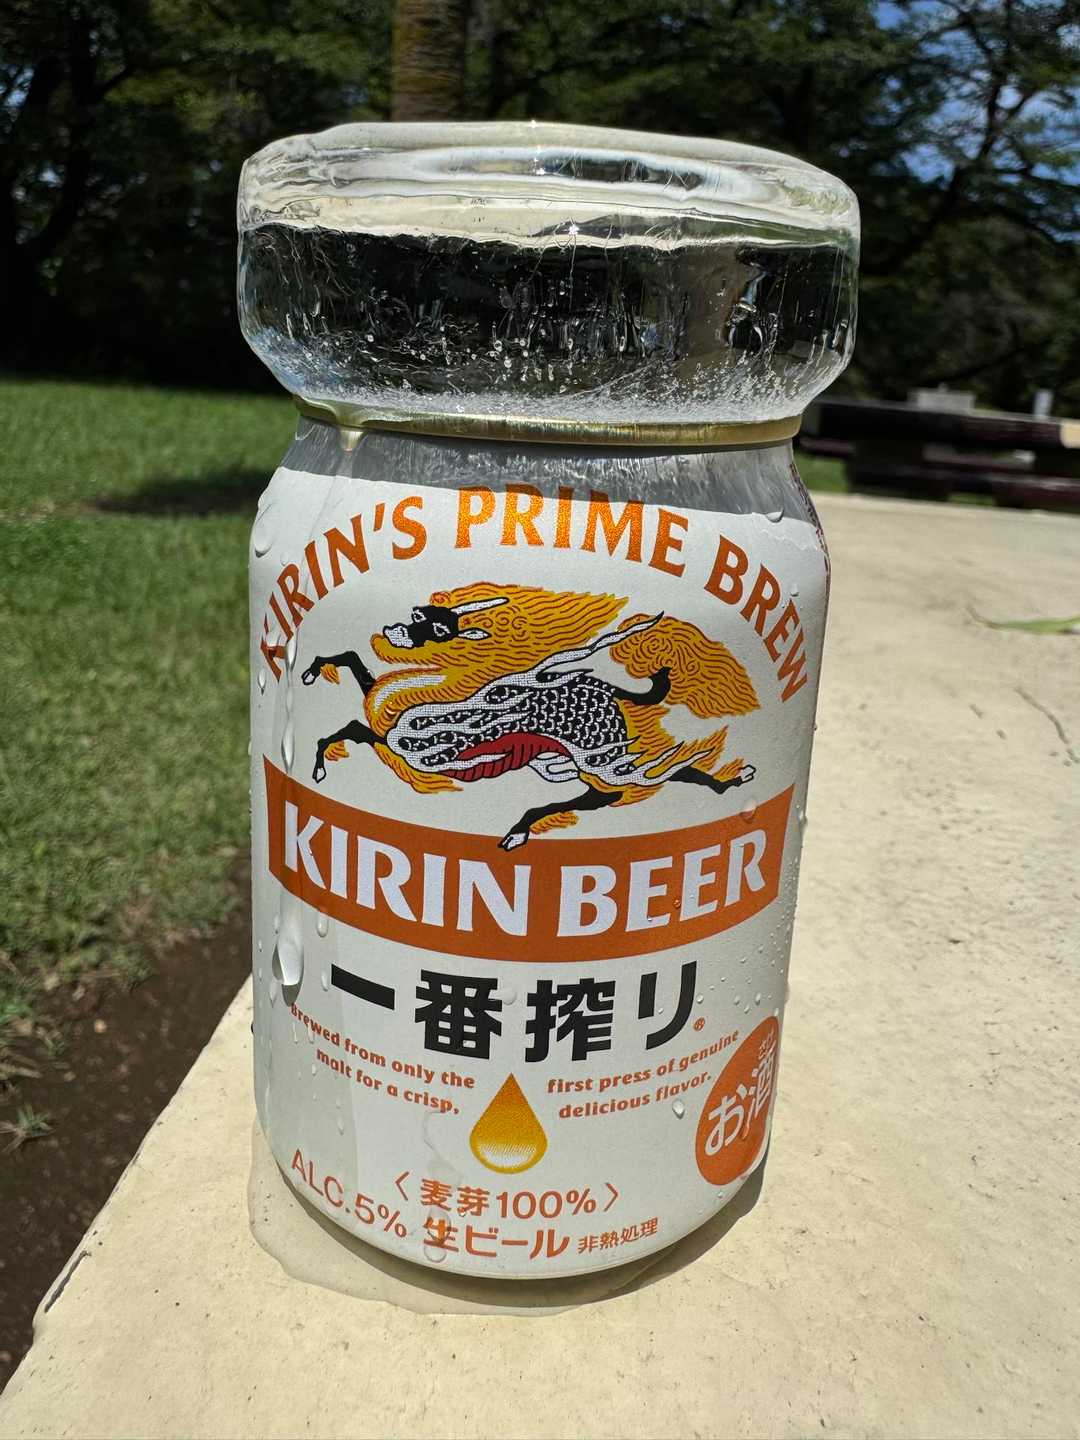 KIRIN'S PRIME BREW
KIRIN BEER
一番搾り®
Brewed from only the
malt for a crisp,
first press of genuine
delicious flavor.
お酒
〈麦芽100%〉
ALC.5% 生ビール 非熱処理